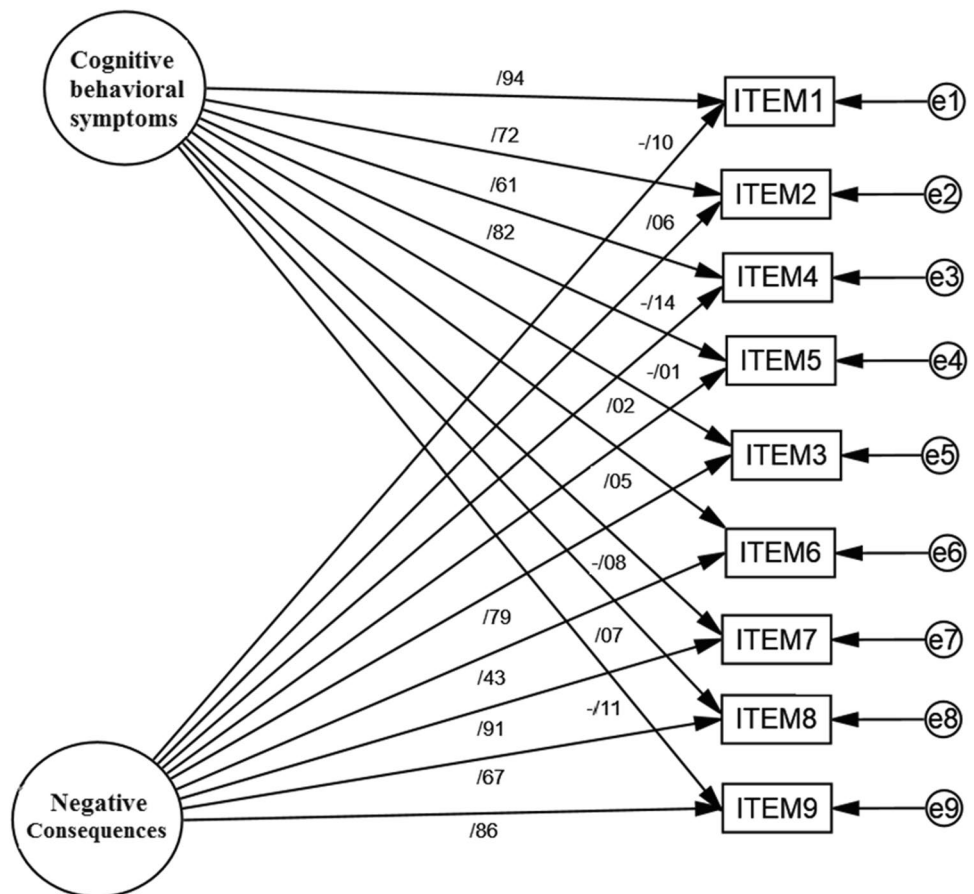 Cognitive
behavioral
symptoms
/94
ITEM1
e1
-/10
/72
ITEM2
e2
/61
/06
/82
ITEM4
e3
-/14
ITEM5
e4
-/01
/02
ITEM3
e5
/05
ITEM6
e6
-/08
/79
/07
ITEM7
e7
/43
-/11
/91
ITEM8
e8
/67
Negative
Consequences
ITEM9
e9
/86